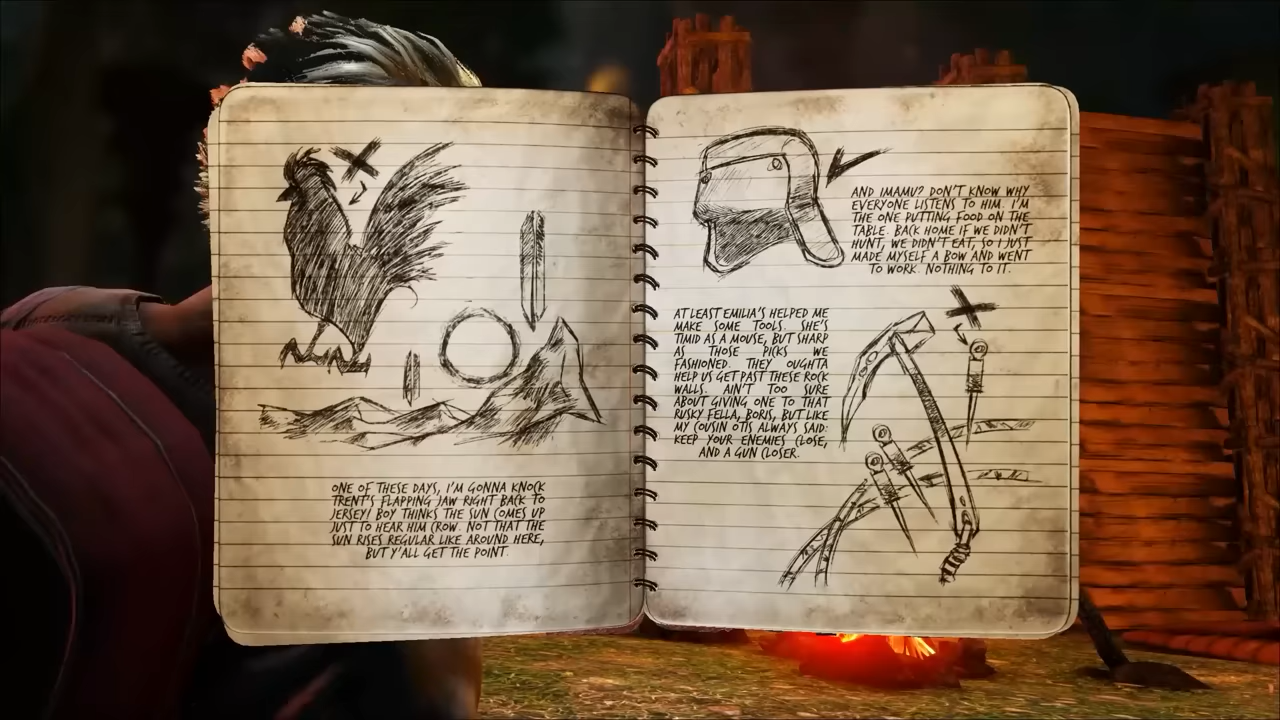 ONE OF THESE DAYS, I'M GONNA KNOCK
TRENT'S FLAPPING JAW RIGHT BACK TO
JERSEY! BOY THINKS THE SUN COMES UP
JUST TO HEAR HIM CROW. NOT THAT THE
SUN RISES REGULAR LIKE AROUND HERE,
BUT Y'ALL GET THE POINT.
AND IMAMU? DON'T KNOW WHY
EVERYONE LISTENS TO HIM. I'M
THE ONE PUTTING FOOD ON THE
TABLE. BACK HOME IF WE DIDN'T
HUNT, WE DIDN'T EAT, SO I JUST
MADE MYSELF A BOW AND WENT
TO WORK. NOTHING TO IT.
AT LEAST EMILIA'S HELPED ME
MAKE SOME TOOLS. SHE'S
TIMID AS A MOUSE, BUT SHARP
AS THOSE PICKS WE
FASHIONED. THEY OUGHTA
HELP US GET PAST THESE ROCK
WALLS. AIN'T TOO SURE
ABOUT GIVING ONE TO THAT
RUSKY FELLA, BORIS, BUT LIKE
MY COUSIN OTIS ALWAYS SAID:
KEEP YOUR ENEMIES CLOSE,
AND A GUN CLOSER.